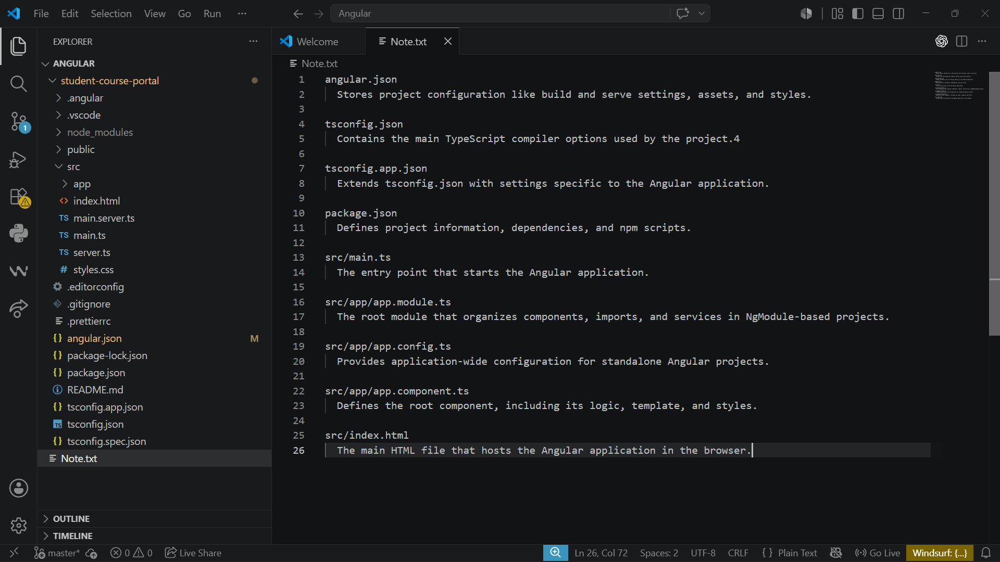 File Edit Selection View Go Run
Angular
EXPLORER
ANGULAR
student-course-portal
.angular
.vscode
node_modules
public
src
app
index.html
TS main.server.ts
TS main.ts
TS server.ts
# styles.css
.editorconfig
.gitignore
.prettierrc
{} angular.json M
{} package-lock.json
{} package.json
README.md
{} tsconfig.app.json
TS tsconfig.json
{} tsconfig.spec.json
Note.txt
OUTLINE
TIMELINE
1
Welcome
Note.txt
Note.txt
1 angular.json
2 Stores project configuration like build and serve settings, assets, and styles.
3
4 tsconfig.json
5 Contains the main TypeScript compiler options used by the project.4
6
7 tsconfig.app.json
8 Extends tsconfig.json with settings specific to the Angular application.
9
10 package.json
11 Defines project information, dependencies, and npm scripts.
12
13 src/main.ts
14 The entry point that starts the Angular application.
15
16 src/app/app.module.ts
17 The root module that organizes components, imports, and services in NgModule-based projects.
18
19 src/app/app.config.ts
20 Provides application-wide configuration for standalone Angular projects.
21
22 src/app/app.component.ts
23 Defines the root component, including its logic, template, and styles.
24
25 src/index.html
26 The main HTML file that hosts the Angular application in the browser.
master* 0 0 Live Share Ln 26, Col 72 Spaces: 2 UTF-8 CRLF {} Plain Text Go Live Windsurf: {...}